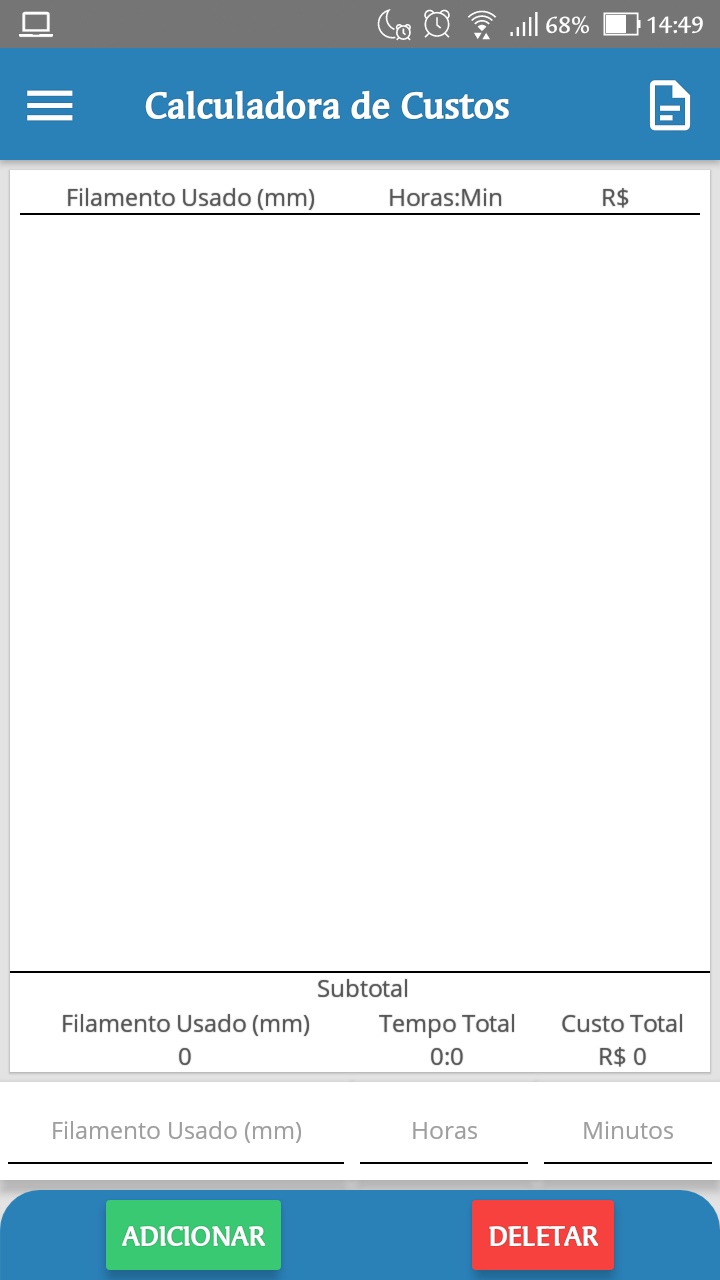 68% 14:49
Calculadora de Custos
Filamento Usado (mm) Horas:Min R$
Subtotal
Filamento Usado (mm) Tempo Total Custo Total
0 0:0 R$ 0
Filamento Usado (mm) Horas Minutos
ADICIONAR DELETAR